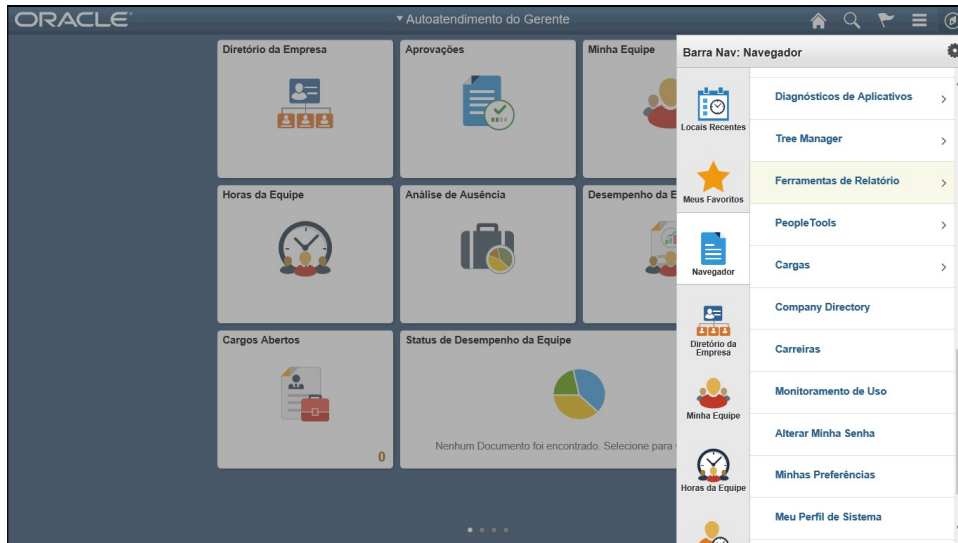 ORACLE
Autoatendimento do Gerente
Diretório da Empresa
Aprovações
Minha Equipe
Horas da Equipe
Análise de Ausência
Desempenho da E
Cargos Abertos
0
Status de Desempenho da Equipe
Nenhum Documento foi encontrado. Selecione para
Barra Nav: Navegador
Locais Recentes
Meus Favoritos
Navegador
Diretório da
Empresa
Minha Equipe
Horas da Equipe
Diagnósticos de Aplicativos
Tree Manager
Ferramentas de Relatório
PeopleTools
Cargas
Company Directory
Carreiras
Monitoramento de Uso
Alterar Minha Senha
Minhas Preferências
Meu Perfil de Sistema